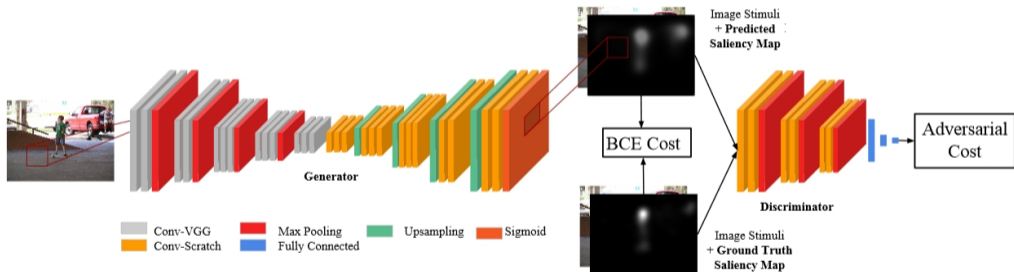 Image Stimuli
+ Predicted
Saliency Map
BCE Cost
Adversarial
Cost
Generator
Discriminator
Conv-VGG
Max Pooling
Upsampling
Sigmoid
Conv-Scratch
Fully Connected
Image Stimuli
+ Ground Truth
Saliency Map